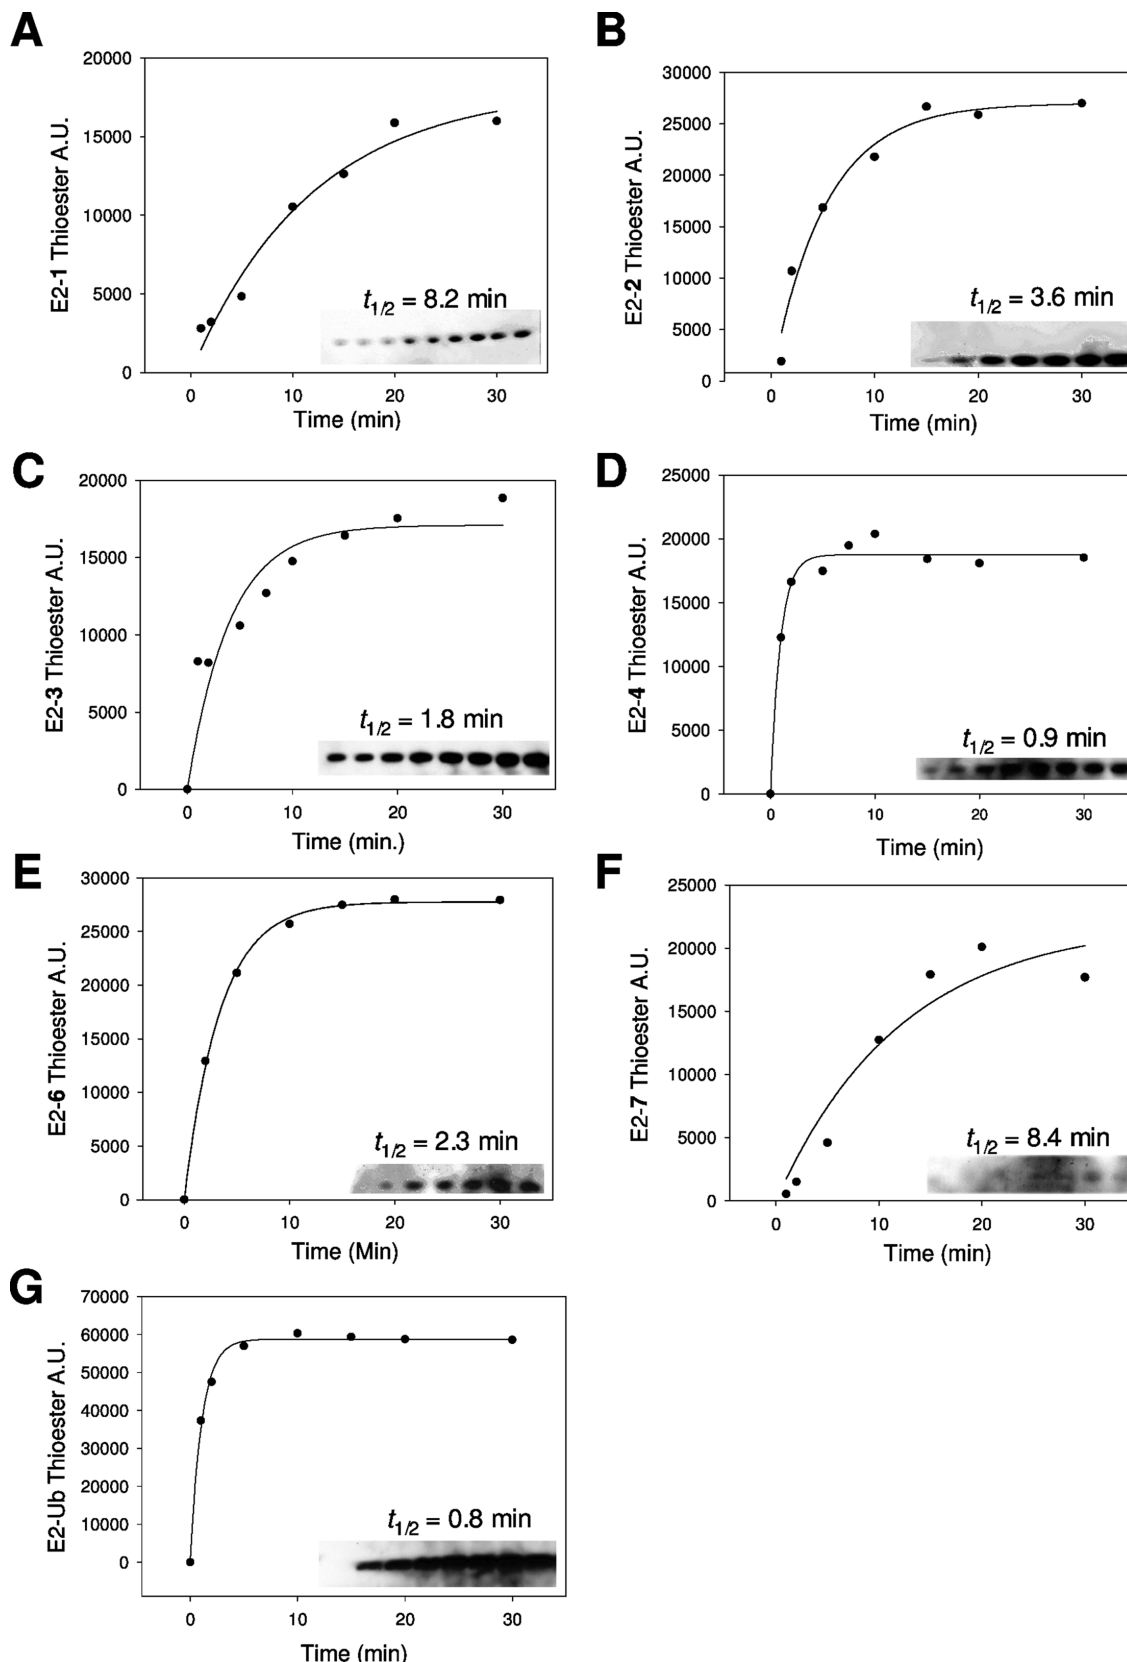 A
E2-1 Thioester A.U.
20000
15000
10000
5000
0
t1/2 = 8.2 min
0 10 20 30
Time (min)
B
E2-2 Thioester A.U.
30000
25000
20000
15000
10000
5000
0
t1/2 = 3.6 min
0 10 20 30
Time (min)
C
E2-3 Thioester A.U.
20000
15000
10000
5000
0
t1/2 = 1.8 min
0 10 20 30
Time (min.)
D
E2-4 Thioester A.U.
25000
20000
15000
10000
5000
0
t1/2 = 0.9 min
0 10 20 30
Time (min)
E
E2-6 Thioester A.U.
30000
25000
20000
15000
10000
5000
0
t1/2 = 2.3 min
0 10 20 30
Time (Min)
F
E2-7 Thioester A.U.
25000
20000
15000
10000
5000
0
t1/2 = 8.4 min
0 10 20 30
Time (min)
G
E2-Ub Thioester A.U.
70000
60000
50000
40000
30000
20000
10000
0
t1/2 = 0.8 min
0 10 20 30
Time (min)